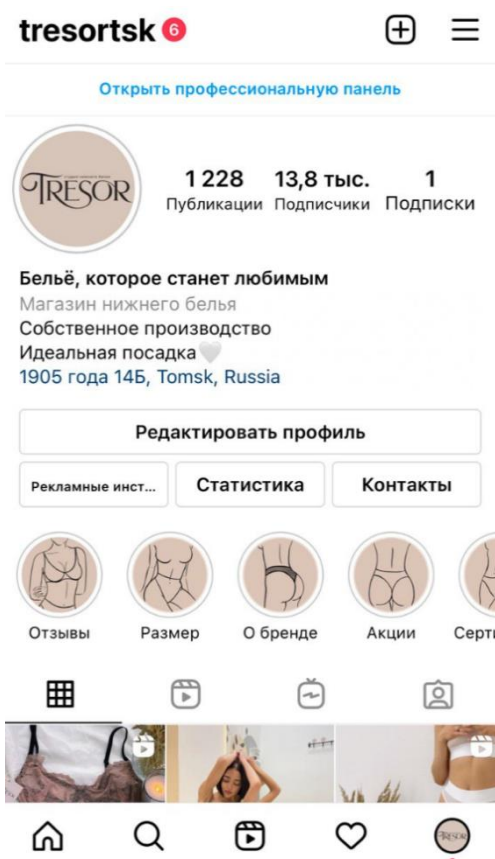 tresortsk 6
Открыть профессиональную панель
TRESOR
1 228 13,8 тыс. 1
Публикации Подписчики Подписки
Бельё, которое станет любимым
Магазин нижнего белья
Собственное производство
Идеальная посадка🤍
1905 года 14Б, Tomsk, Russia
Редактировать профиль
Рекламные инст... Статистика Контакты
Отзывы Размер О бренде Акции Серти
TRESOR